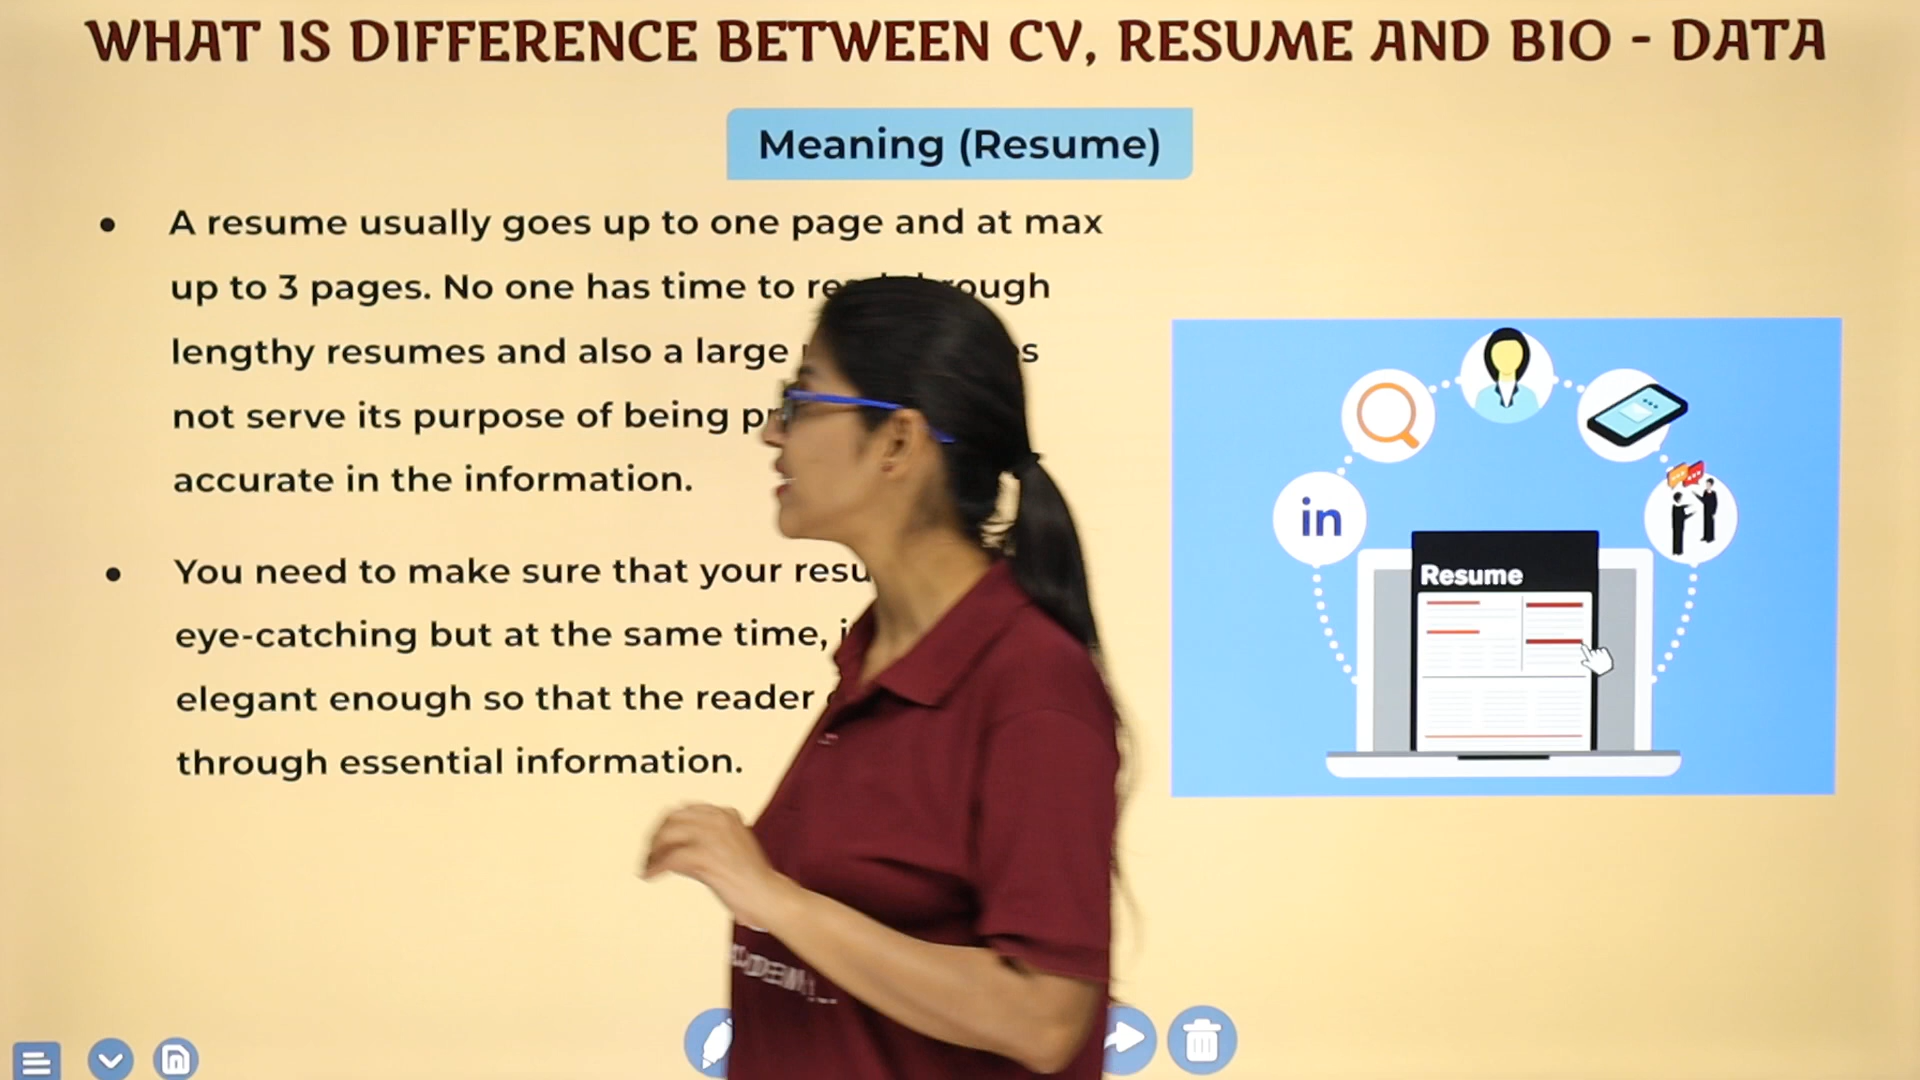 WHAT IS DIFFERENCE BETWEEN CV, RESUME AND BIO - DATA
Meaning (Resume)
● A resume usually goes up to one page and at max
up to 3 pages. No one has time to
lengthy resumes and also a large
not serve its purpose of being
accurate in the information.
● You need to make sure that your
eye-catching but at the same time,
elegant enough so that the reader
through essential information.
in
Resume